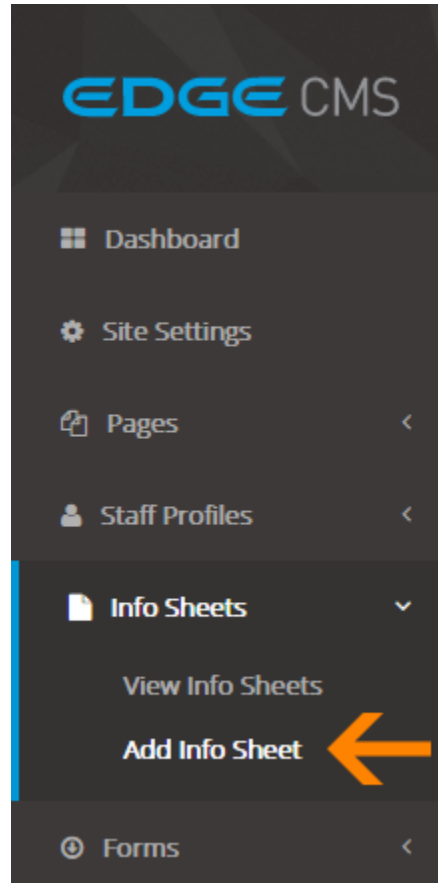 EDGE CMS
Dashboard
Site Settings
Pages
Staff Profiles
Info Sheets
View Info Sheets
Add Info Sheet
Forms